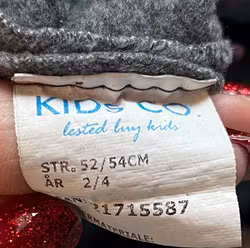 KIDS CO
tested by kids
STR. 52/54CM
ÅR 2/4
21715587